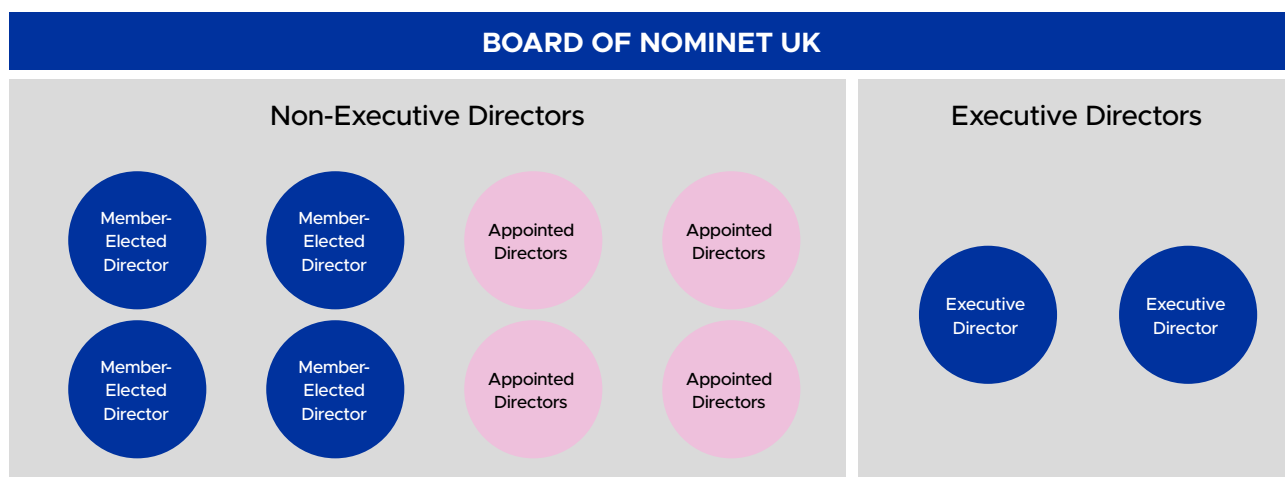 BOARD OF NOMINET UK
Non-Executive Directors
Member-
Elected
Director
Member-
Elected
Director
Appointed
Directors
Appointed
Directors
Member-
Elected
Director
Member-
Elected
Director
Appointed
Directors
Appointed
Directors
Executive Directors
Executive
Director
Executive
Director